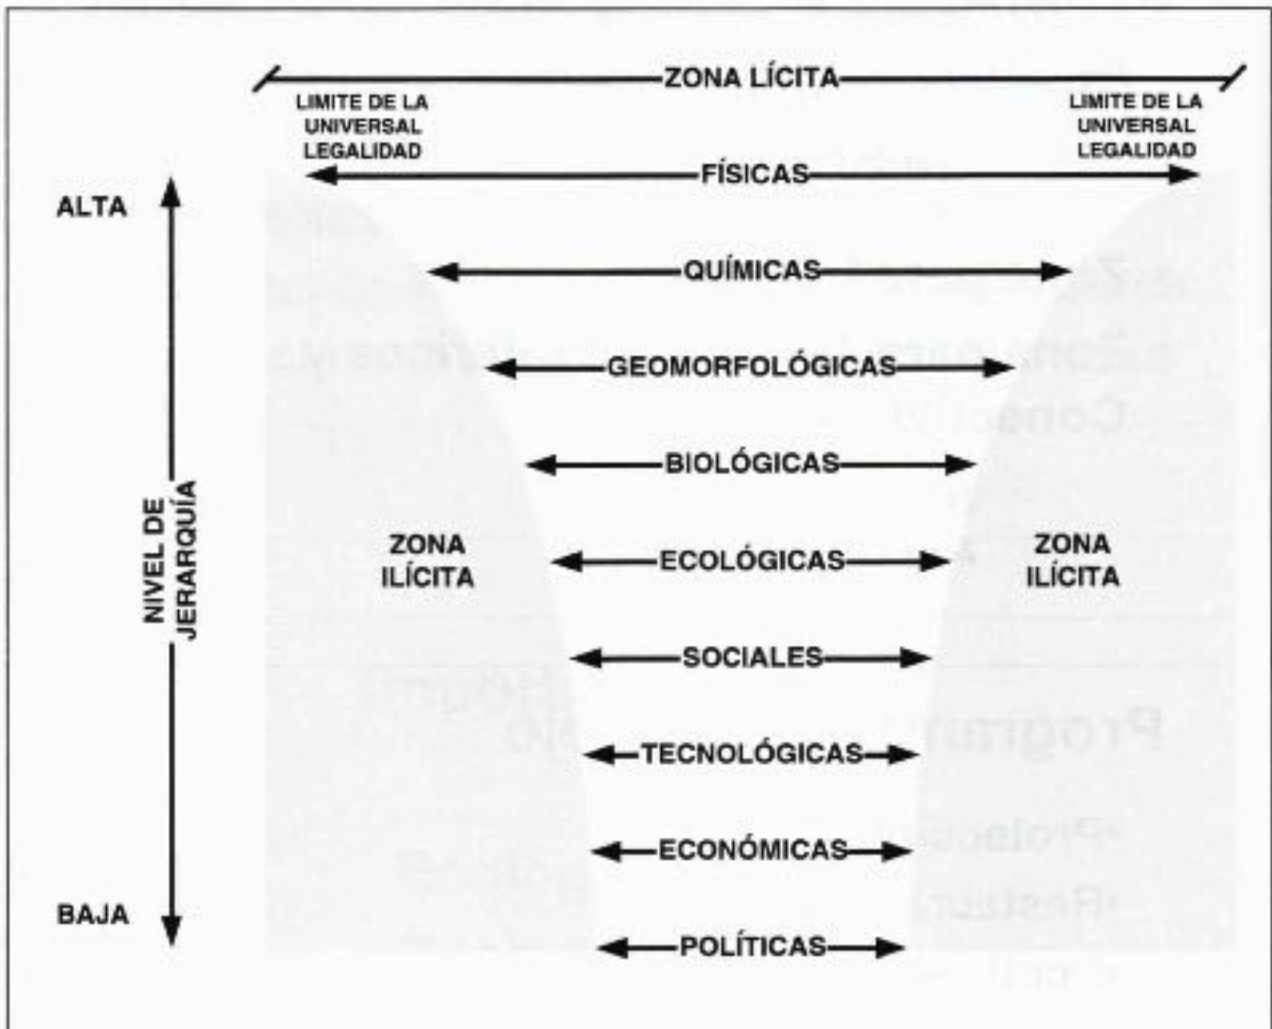 ZONA LÍCITA
LIMITE DE LA
UNIVERSAL
LEGALIDAD
LIMITE DE LA
UNIVERSAL
LEGALIDAD
FÍSICAS
ALTA
QUÍMICAS
GEOMORFOLÓGICAS
BIOLÓGICAS
NIVEL DE
JERARQUÍA
ZONA
ILÍCITA
ECOLÓGICAS
ZONA
ILÍCITA
SOCIALES
TECNOLÓGICAS
ECONÓMICAS
BAJA
POLÍTICAS